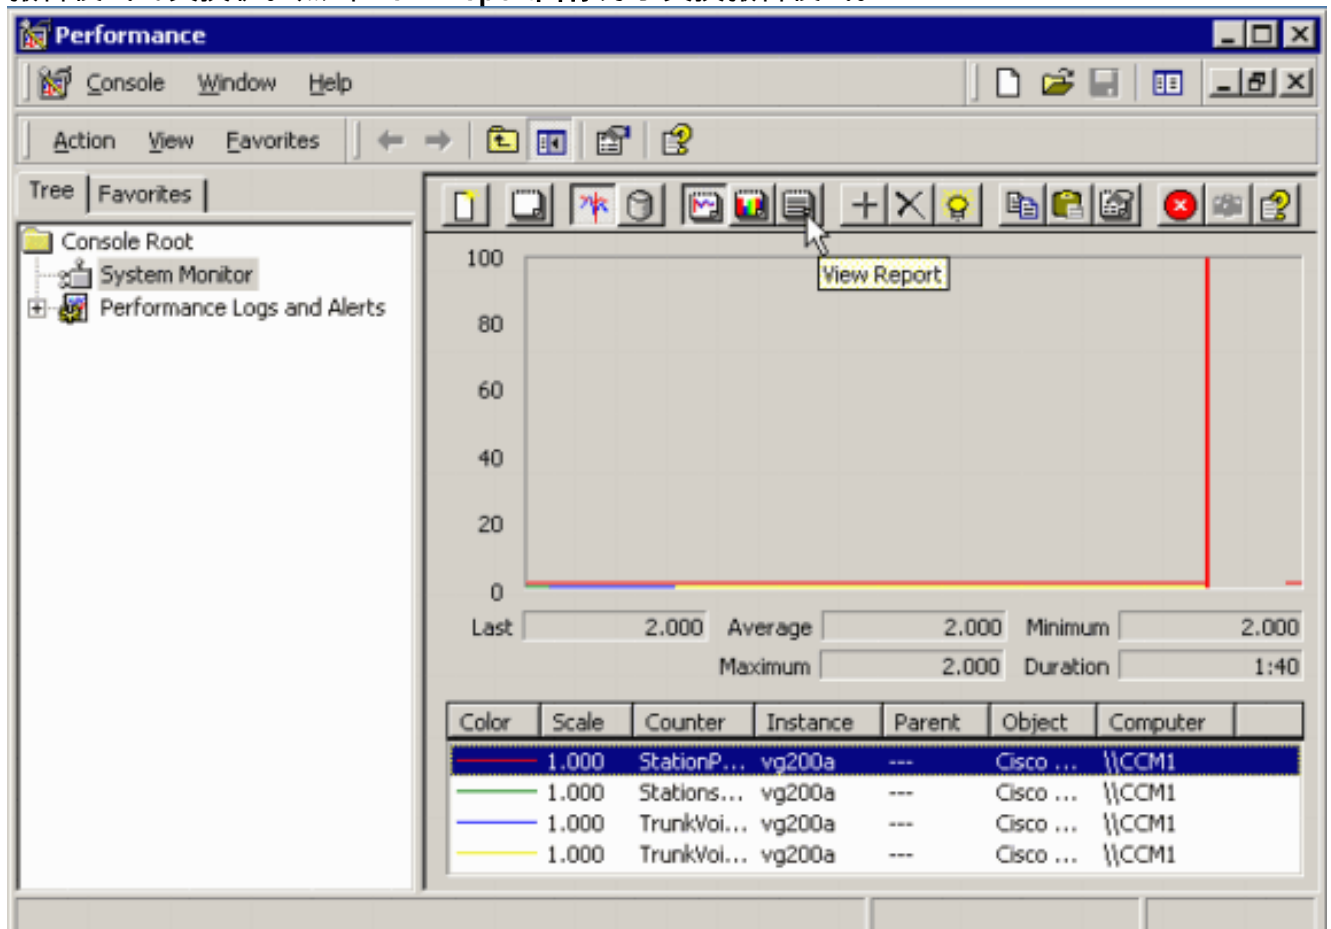 Performance
Console Window Help
Action View Favorites
Tree Favorites
Console Root
System Monitor
Performance Logs and Alerts
View Report
100
80
60
40
20
0
Last 2.000 Average 2.000 Minimum 2.000
Maximum 2.000 Duration 1:40
Color Scale Counter Instance Parent Object Computer
1.000 StationP... vg200a --- Cisco ... \\CCM1
1.000 Stations... vg200a --- Cisco ... \\CCM1
1.000 TrunkVoi... vg200a --- Cisco ... \\CCM1
1.000 TrunkVoi... vg200a --- Cisco ... \\CCM1